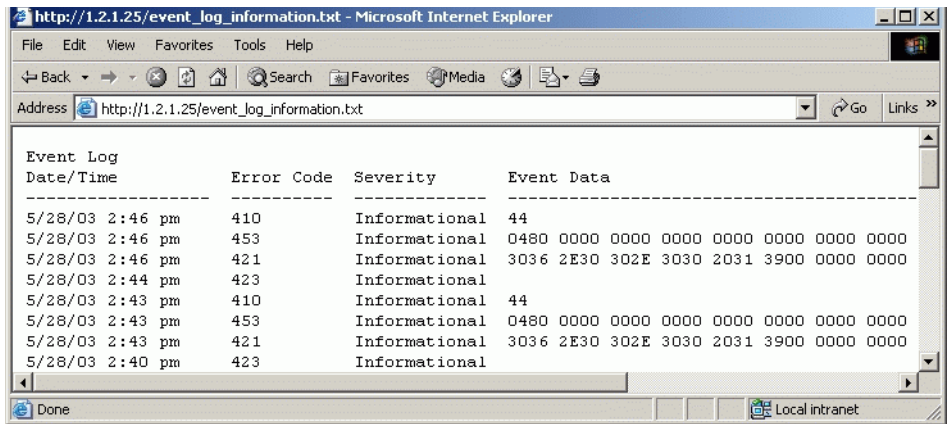 http://1.2.1.25/event_log_information.txt - Microsoft Internet Explorer
File Edit View Favorites Tools Help
Back Search Favorites Media
Address http://1.2.1.25/event_log_information.txt Go Links »
Event Log
Date/Time Error Code Severity Event Data
------------------ ---------- ------------- ----------------------------------------
5/28/03 2:46 pm 410 Informational 44
5/28/03 2:46 pm 453 Informational 0480 0000 0000 0000 0000 0000 0000 0000
5/28/03 2:46 pm 421 Informational 3036 2E30 302E 3030 2031 3900 0000 0000
5/28/03 2:44 pm 423 Informational
5/28/03 2:43 pm 410 Informational 44
5/28/03 2:43 pm 453 Informational 0480 0000 0000 0000 0000 0000 0000 0000
5/28/03 2:43 pm 421 Informational 3036 2E30 302E 3030 2031 3900 0000 0000
5/28/03 2:40 pm 423 Informational
Done Local intranet